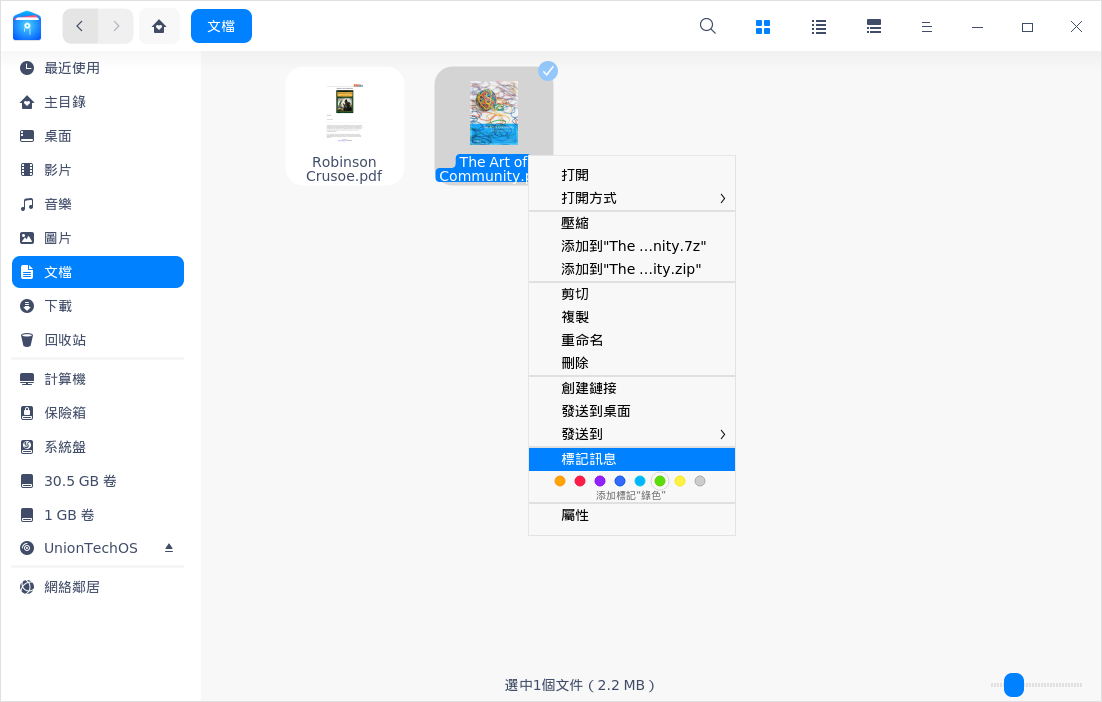 文檔
最近使用
主目錄
桌面
影片
音樂
圖片
文檔
下載
回收站
計算機
保險箱
系統盤
30.5 GB 卷
1 GB 卷
UnionTechOS
網絡鄰居
Robinson
Crusoe.pdf
The Art of
Community.
打開
打開方式
壓縮
添加到"The ...nity.7z"
添加到"The ...ity.zip"
剪切
複製
重命名
刪除
創建鏈接
發送到桌面
發送到
標記訊息
添加標記"綠色"
屬性
選中1個文件 ( 2.2 MB )